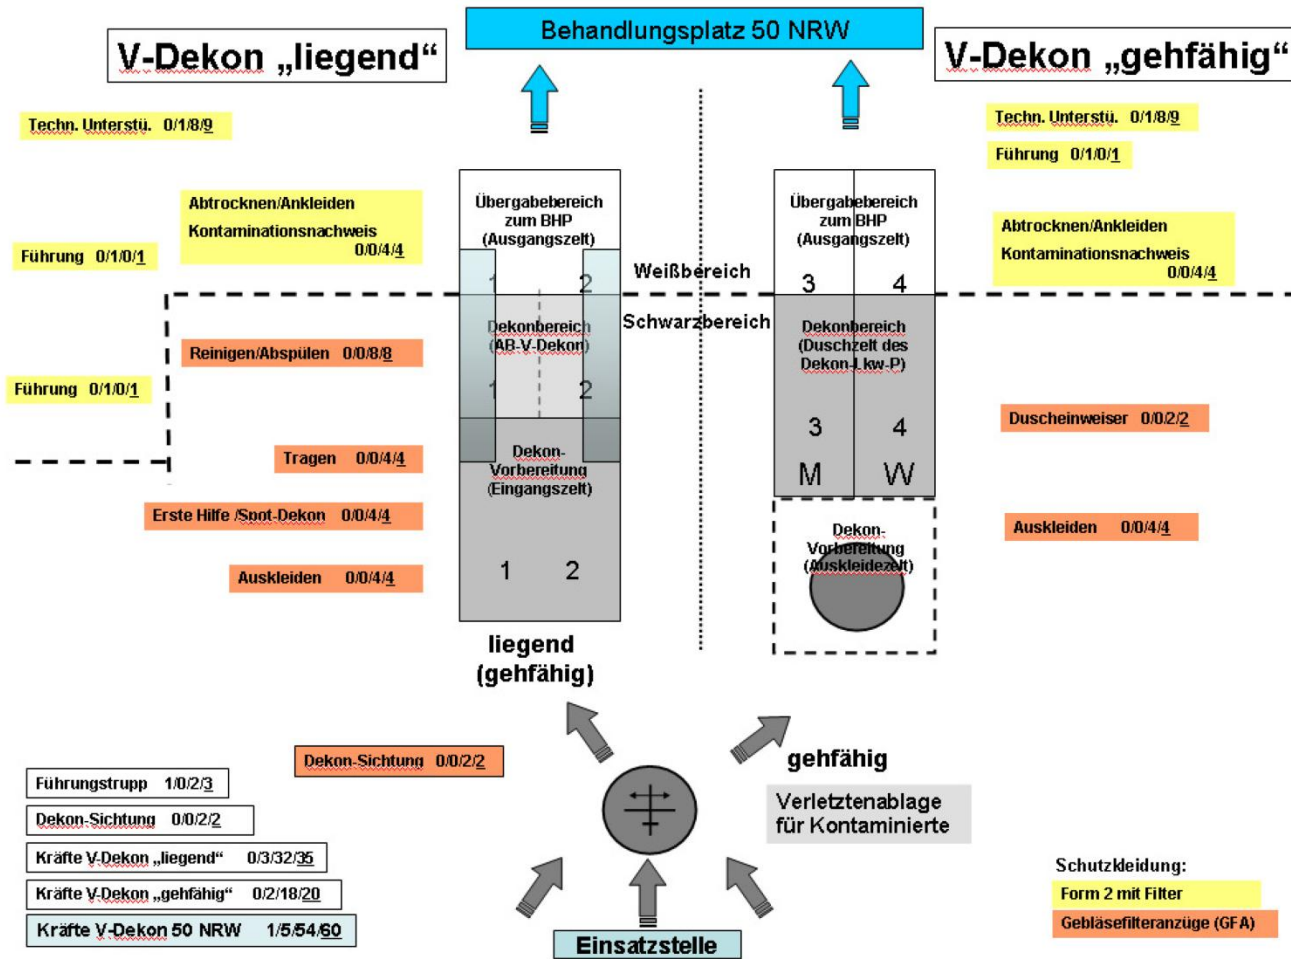 Behandlungsplatz 50 NRW
V-Dekon „liegend“
V-Dekon „gehfähig“
Techn. Unterstü. 0/1/8/9
Techn. Unterstü. 0/1/8/9
Führung 0/1/0/1
Abtrocknen/Ankleiden
Kontaminationsnachweis
0/0/4/4
Führung 0/1/0/1
Übergabebereich
zum BHP
(Ausgangszelt)
1 2
Übergabebereich
zum BHP
(Ausgangszelt)
3 4
Abtrocknen/Ankleiden
Kontaminationsnachweis
0/0/4/4
Weißbereich
Schwarzbereich
Reinigen/Abspülen 0/0/8/8
Führung 0/1/0/1
Dekonbereich
(AB-V-Dekon)
1 2
Dekonbereich
(Duschzelt des
Dekon-Lkw-P)
3 4
M W
Duscheinweiser 0/0/2/2
Tragen 0/0/4/4
Erste Hilfe /Spot-Dekon 0/0/4/4
Auskleiden 0/0/4/4
Dekon-
Vorbereitung
(Eingangszelt)
1 2
liegend
(gehfähig)
Dekon-
Vorbereitung
(Auskleidezelt)
Auskleiden 0/0/4/4
Dekon-Sichtung 0/0/2/2
gehfähig
Verletztenablage
für Kontaminierte
Führungstrupp 1/0/2/3
Dekon-Sichtung 0/0/2/2
Kräfte V-Dekon „liegend“ 0/3/32/35
Kräfte V-Dekon „gehfähig“ 0/2/18/20
Kräfte V-Dekon 50 NRW 1/5/54/60
Einsatzstelle
Schutzkleidung:
Form 2 mit Filter
Gebläsefilteranzüge (GFA)